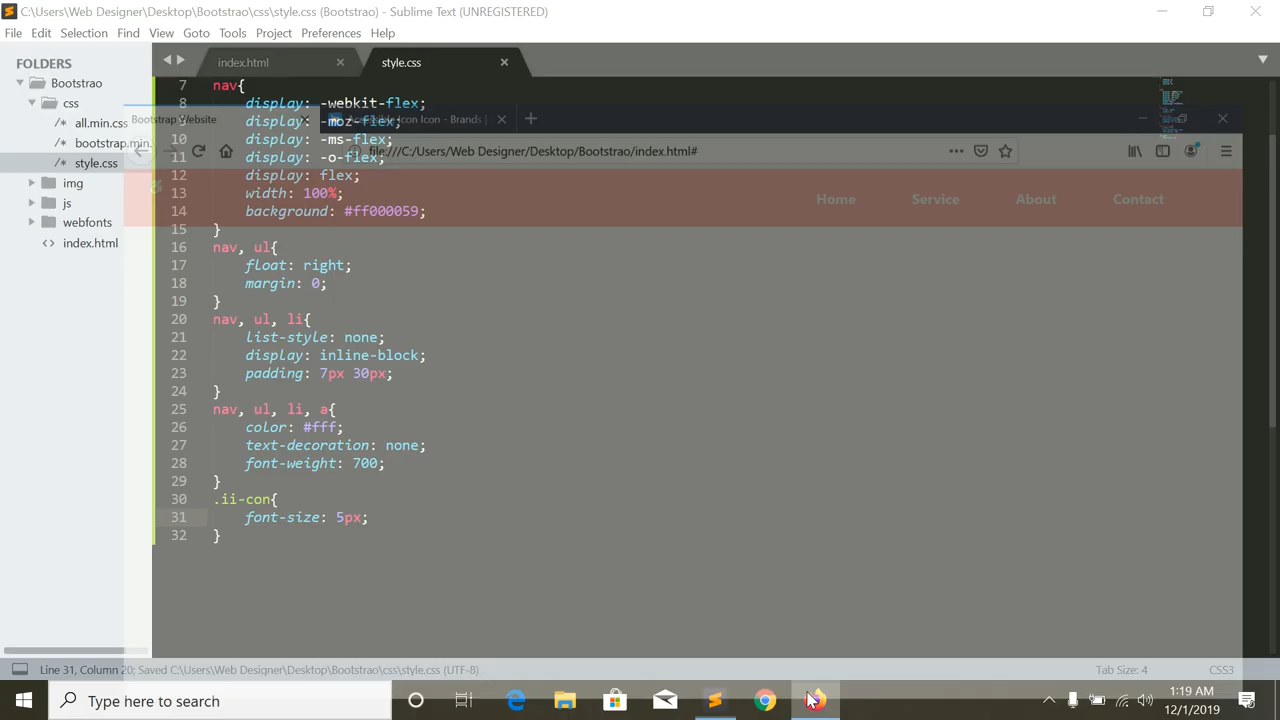 C:\Users\Web Designer\Desktop\Bootstrao\css\style.css (Bootstrao) - Sublime Text (UNREGISTERED)
File Edit Selection Find View Goto Tools Project Preferences Help
FOLDERS
Bootstrao
css
all.min.css
bootstrap.min.
style.css
img
js
webfonts
index.html
index.html
style.css
7 nav{
8 display: -webkit-flex;
9 display: -moz-flex;
10 display: -ms-flex;
11 display: -o-flex;
12 display: flex;
13 width: 100%;
14 background: #ff000059;
15 }
16 nav, ul{
17 float: right;
18 margin: 0;
19 }
20 nav, ul, li{
21 list-style: none;
22 display: inline-block;
23 padding: 7px 30px;
24 }
25 nav, ul, li, a{
26 color: #fff;
27 text-decoration: none;
28 font-weight: 700;
29 }
30 .ii-con{
31 font-size: 5px;
32 }
Bootstrap Website
Accessible Icon Icon - Brands |
file:///C:/Users/Web Designer/Desktop/Bootstrao/index.html#
Home Service About Contact
Line 31, Column 20; Saved C:\Users\Web Designer\Desktop\Bootstrao\css\style.css (UTF-8)
Tab Size: 4
CSS3
Type here to search
1:19 AM
12/1/2019